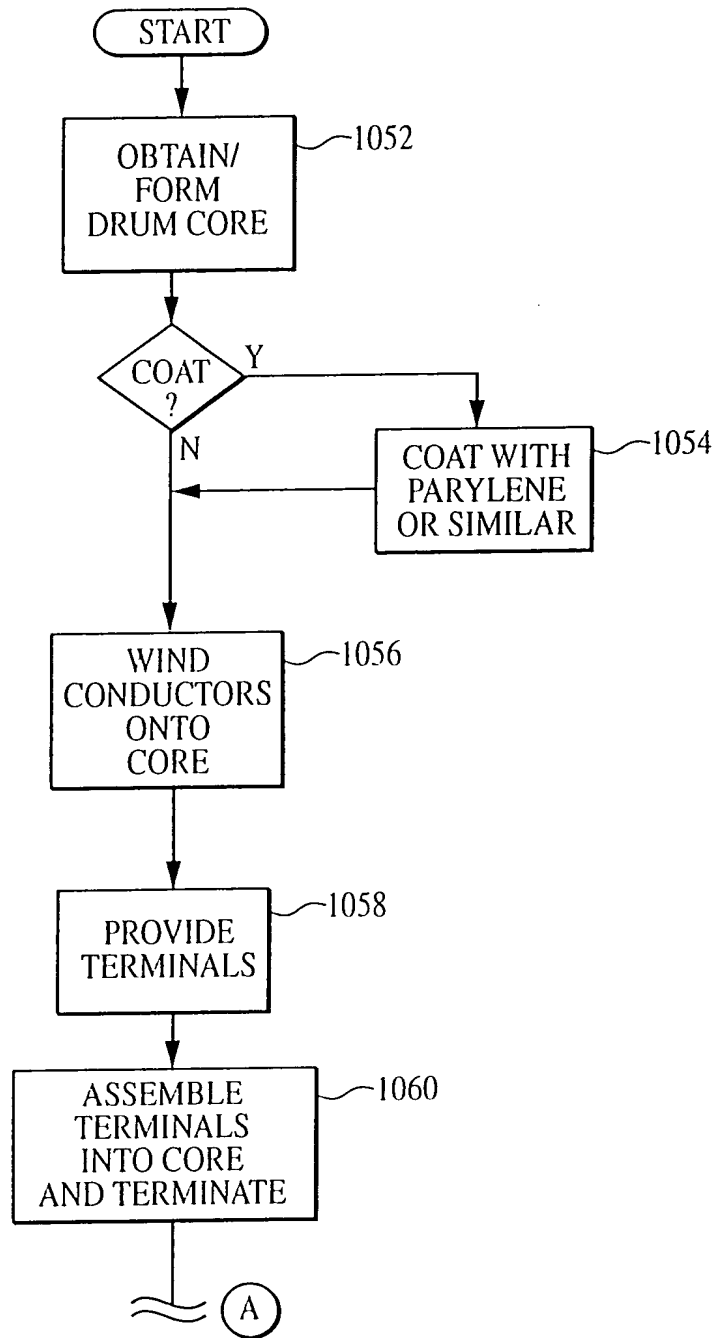 START
OBTAIN/
FORM
DRUM CORE
1052
COAT
?
Y
N
COAT WITH
PARYLENE
OR SIMILAR
1054
WIND
CONDUCTORS
ONTO
CORE
1056
PROVIDE
TERMINALS
1058
ASSEMBLE
TERMINALS
INTO CORE
AND TERMINATE
1060
A